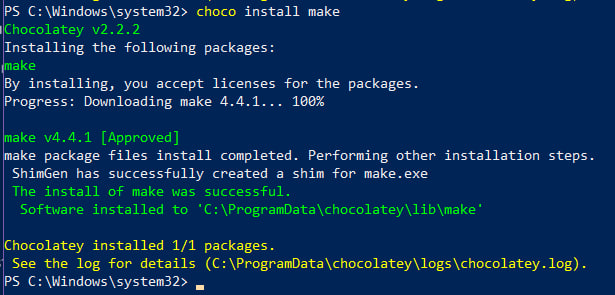 PS C:\Windows\system32> choco install make
Chocolatey v2.2.2
Installing the following packages:
make
By installing, you accept licenses for the packages.
Progress: Downloading make 4.4.1... 100%
make v4.4.1 [Approved]
make package files install completed. Performing other installation steps.
ShimGen has successfully created a shim for make.exe
The install of make was successful.
Software installed to 'C:\ProgramData\chocolatey\lib\make'
Chocolatey installed 1/1 packages.
See the log for details (C:\ProgramData\chocolatey\logs\chocolatey.log).
PS C:\Windows\system32>